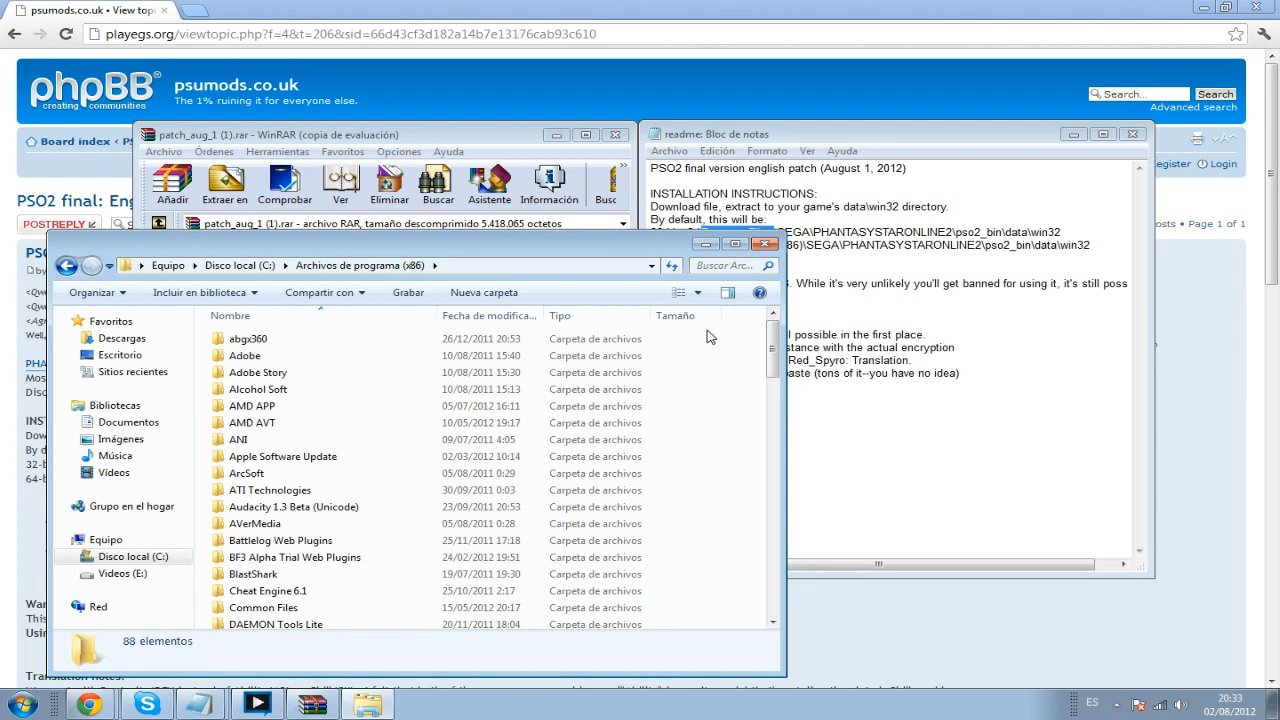 psumods.co.uk • View topi
playegs.org/viewtopic.php?f=4&t=206&sid=66d43cf3d182a14b7e13176cab93c610
phpBB
creating communities
psumods.co.uk
The 1% ruining it for everyone else.
Search...
Search
Advanced search
Board index
egister
Login
PSO2 final: Eng
POSTREPLY
Page 1 of 1
patch_aug_1 (1).rar - WinRAR (copia de evaluación)
Archivo Órdenes Herramientas Favoritos Opciones Ayuda
Añadir Extraer en Comprobar Ver Eliminar Buscar Asistente Información Busc
patch_aug_1 (1).rar - archivo RAR, tamaño descomprimido 5.418.065 octetos
readme: Bloc de notas
Archivo Edición Formato Ver Ayuda
PSO2 final version english patch (August 1, 2012)
INSTALLATION INSTRUCTIONS:
Download file, extract to your game's data\win32 directory.
By default, this will be:
SEGA\PHANTASYSTARONLINE2\pso2_bin\data\win32
86)\SEGA\PHANTASYSTARONLINE2\pso2_bin\data\win32
. While it's very unlikely you'll get banned for using it, it's still poss
l possible in the first place.
stance with the actual encryption
Red_Spyro: Translation.
paste (tons of it--you have no idea)
Equipo Disco local (C:) Archivos de programa (x86)
Buscar Arc...
Organizar Incluir en biblioteca Compartir con Grabar Nueva carpeta
Favoritos
Descargas
Escritorio
Sitios recientes
Bibliotecas
Documentos
Imágenes
Música
Vídeos
Grupo en el hogar
Equipo
Disco local (C:)
Videos (E:)
Red
Nombre Fecha de modifica... Tipo Tamaño
abgx360 26/12/2011 20:53 Carpeta de archivos
Adobe 10/08/2011 15:40 Carpeta de archivos
Adobe Story 10/08/2011 15:30 Carpeta de archivos
Alcohol Soft 10/08/2011 15:13 Carpeta de archivos
AMD APP 05/07/2012 16:11 Carpeta de archivos
AMD AVT 10/05/2012 19:17 Carpeta de archivos
ANI 09/07/2011 4:05 Carpeta de archivos
Apple Software Update 02/03/2012 10:14 Carpeta de archivos
ArcSoft 05/08/2011 0:29 Carpeta de archivos
ATI Technologies 30/09/2011 0:03 Carpeta de archivos
Audacity 1.3 Beta (Unicode) 23/09/2011 20:53 Carpeta de archivos
AVerMedia 05/08/2011 0:28 Carpeta de archivos
Battlelog Web Plugins 25/11/2011 17:18 Carpeta de archivos
BF3 Alpha Trial Web Plugins 24/02/2012 19:51 Carpeta de archivos
BlastShark 19/07/2011 19:30 Carpeta de archivos
Cheat Engine 6.1 25/10/2011 2:17 Carpeta de archivos
Common Files 15/05/2012 20:17 Carpeta de archivos
DAEMON Tools Lite 20/11/2011 18:04 Carpeta de archivos
88 elementos
ES
20:33
02/08/2012